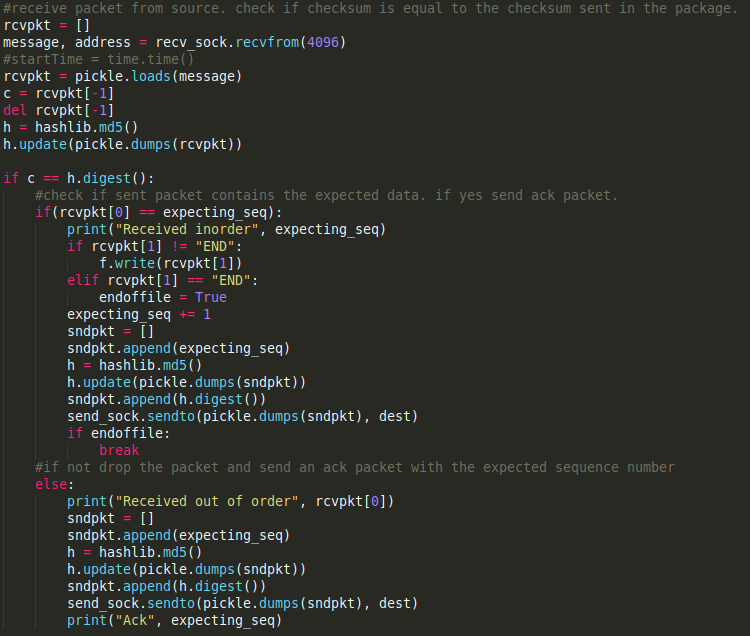 #receive packet from source. check if checksum is equal to the checksum sent in the package.
rcvpkt = []
message, address = recv_sock.recvfrom(4096)
#startTime = time.time()
rcvpkt = pickle.loads(message)
c = rcvpkt[-1]
del rcvpkt[-1]
h = hashlib.md5()
h.update(pickle.dumps(rcvpkt))

if c == h.digest():
    #check if sent packet contains the expected data. if yes send ack packet.
    if(rcvpkt[0] == expecting_seq):
        print("Received inorder", expecting_seq)
        if rcvpkt[1] != "END":
            f.write(rcvpkt[1])
        elif rcvpkt[1] == "END":
            endoffile = True
        expecting_seq += 1
        sndpkt = []
        sndpkt.append(expecting_seq)
        h = hashlib.md5()
        h.update(pickle.dumps(sndpkt))
        sndpkt.append(h.digest())
        send_sock.sendto(pickle.dumps(sndpkt), dest)
        if endoffile:
            break
    #if not drop the packet and send an ack packet with the expected sequence number
    else:
        print("Received out of order", rcvpkt[0])
        sndpkt = []
        sndpkt.append(expecting_seq)
        h = hashlib.md5()
        h.update(pickle.dumps(sndpkt))
        sndpkt.append(h.digest())
        send_sock.sendto(pickle.dumps(sndpkt), dest)
        print("Ack", expecting_seq)